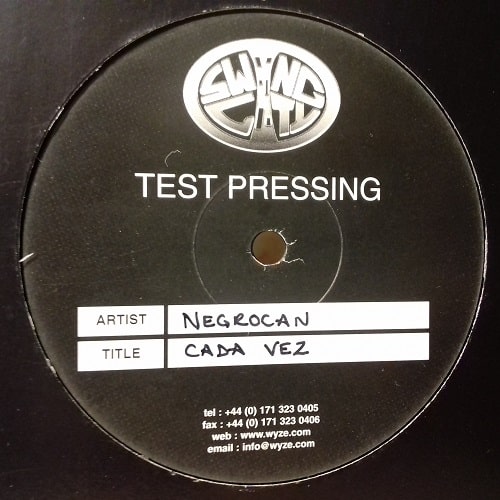 SWING
CITY
TEST PRESSING
ARTIST NEGROCAN
TITLE CADA VEZ
tel : +44 (0) 171 323 0405
fax : +44 (0) 171 323 0406
web : www.wyze.com
email : info@wyze.com